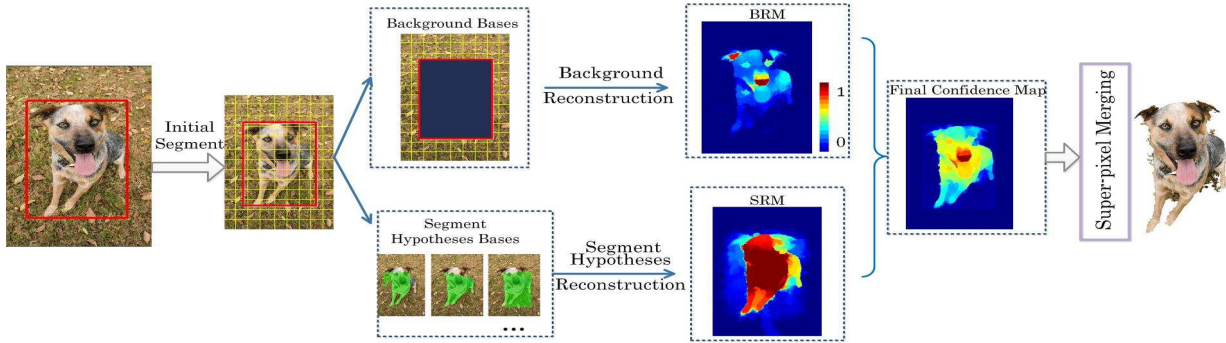 Initial
Segment
Background Bases
Background
Reconstruction
BRM
1
0
Segment
Hypotheses Bases
...
Segment
Hypotheses
Reconstruction
SRM
Final Confidence Map
Super-pixel Merging